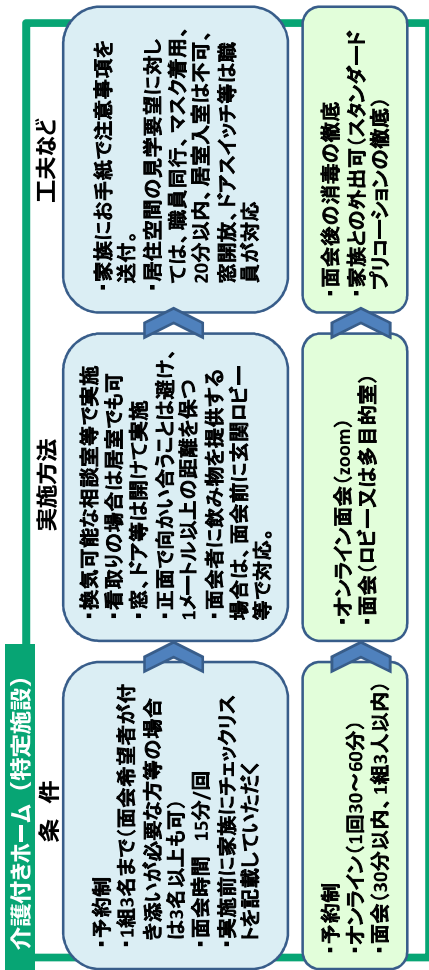 介護付きホーム（特定施設）
条 件
実施方法
工夫など
・予約制
・1組3名まで（面会希望者が付
き添いが必要な方等の場合
は3名以上も可）
・面会時間 15分/回
・実施前に家族にチェックリス
トを記載していただく
・換気可能な相談室等で実施
・看取りの場合は居室でも可
・窓、ドア等は開けて実施
・正面で向かい合うことは避け、
1メートル以上の距離を保つ
・面会者に飲み物を提供する
場合は、面会前に玄関ロビー
等で対応。
・家族にお手紙で注意事項を
送付。
・居住空間の見学要望に対し
ては、職員同行、マスク着用、
20分以内、居室入室は不可、
窓開放、ドアスイッチ等は職
員が対応
・予約制
・オンライン（1回30～60分）
・面会（30分以内、1組3人以内）
・オンライン面会（zoom）
・面会（ロビー又は多目的室）
・面会後の消毒の徹底
・家族との外出可（スタンダード
プリコーションの徹底）